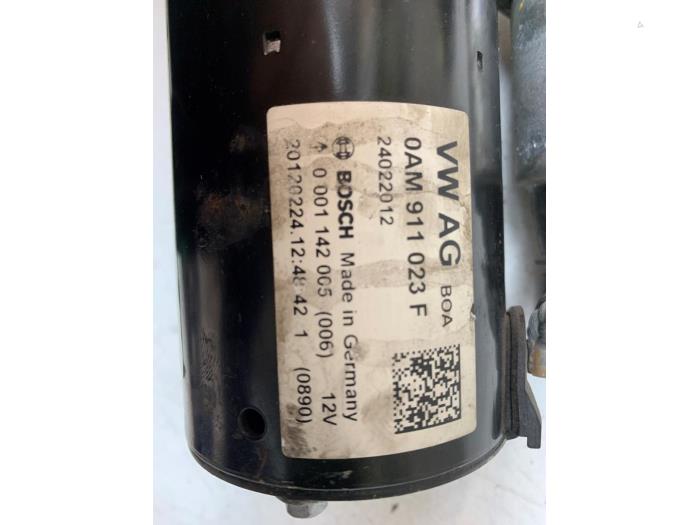 VW AG BOA
0AM 911 023 F
24022012
BOSCH Made in Germany
0 001 142 005 (006) 12V
20120224.12:48:42 1 (0890)